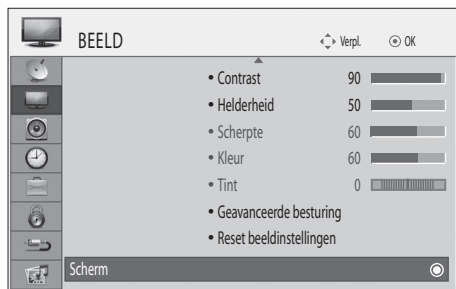 BEELD Verpl. OK
• Contrast 90
• Helderheid 50
• Scherpte 60
• Kleur 60
• Tint 0
• Geavanceerde besturing
• Reset beeldinstellingen
Scherm